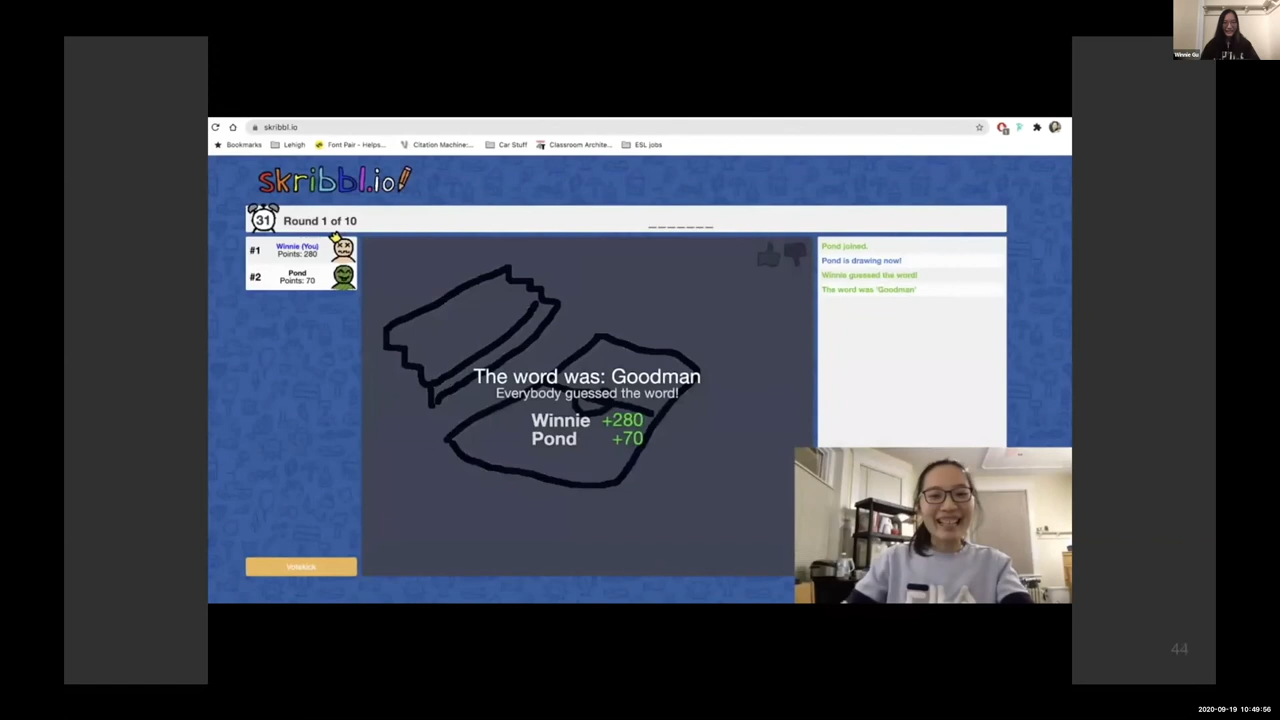 Winnie Gu
skribbl.io
Bookmarks Lehigh Font Pair - Helps... Citation Machine:... Car Stuff Classroom Archite... ESL jobs
skribbl.io
31 Round 1 of 10
_______
#1 Winnie (You)
Points: 280
#2 Pond
Points: 70
Pond joined.
Pond is drawing now!
Winnie guessed the word!
The word was 'Goodman'
The word was: Goodman
Everybody guessed the word!
Winnie +280
Pond +70
Votekick
44
2020-09-19 10:49:56